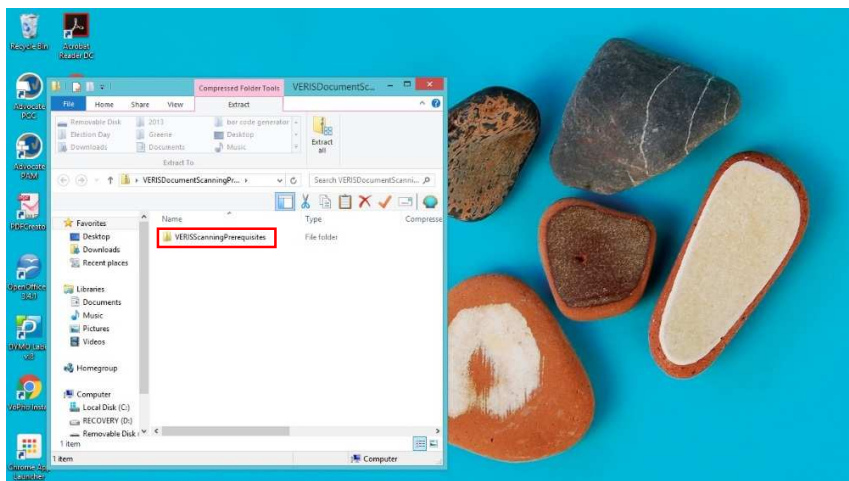 Recycle Bin
Acrobat
Reader DC
Advocate
PCC
Advocate
PAM
PDFCreato
OpenOffice
Chrome Ap
Launcher
Compressed Folder Tools
VERISDocumentSc...
File
Home
Share
View
Extract
Removable Disk
2013
bar code generator
Election Day
Greene
Desktop
Downloads
Documents
Music
Extract
all
Extract To
VERISDocumentScanningPr...
Search VERISDocumentScanni...
Name
Type
Compresse
Favorites
Desktop
Downloads
Recent places
Libraries
Documents
Music
Pictures
Videos
Homegroup
Computer
Local Disk (C:)
RECOVERY (D:)
Removable Disk
VERISScanningPrerequisites
File folder
1 item
1 item
Computer